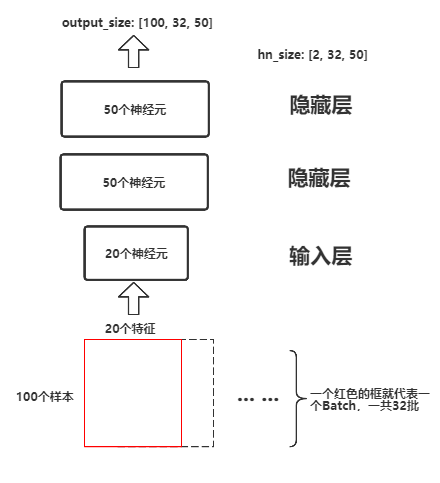 output_size: [100, 32, 50]
hn_size: [2, 32, 50]
50个神经元
隐藏层
50个神经元
隐藏层
20个神经元
输入层
20个特征
100个样本
... ...
一个红色的框就代表一
个Batch，一共32批